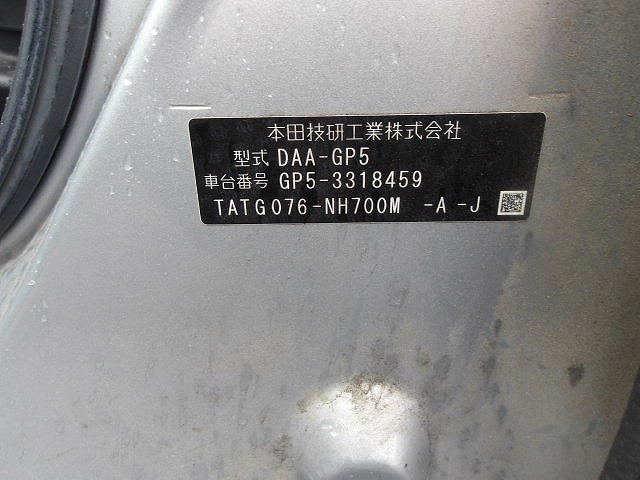 本田技研工業株式会社
型式 DAA-GP5
車台番号 GP5-3318459
TATG076-NH700M -A -J